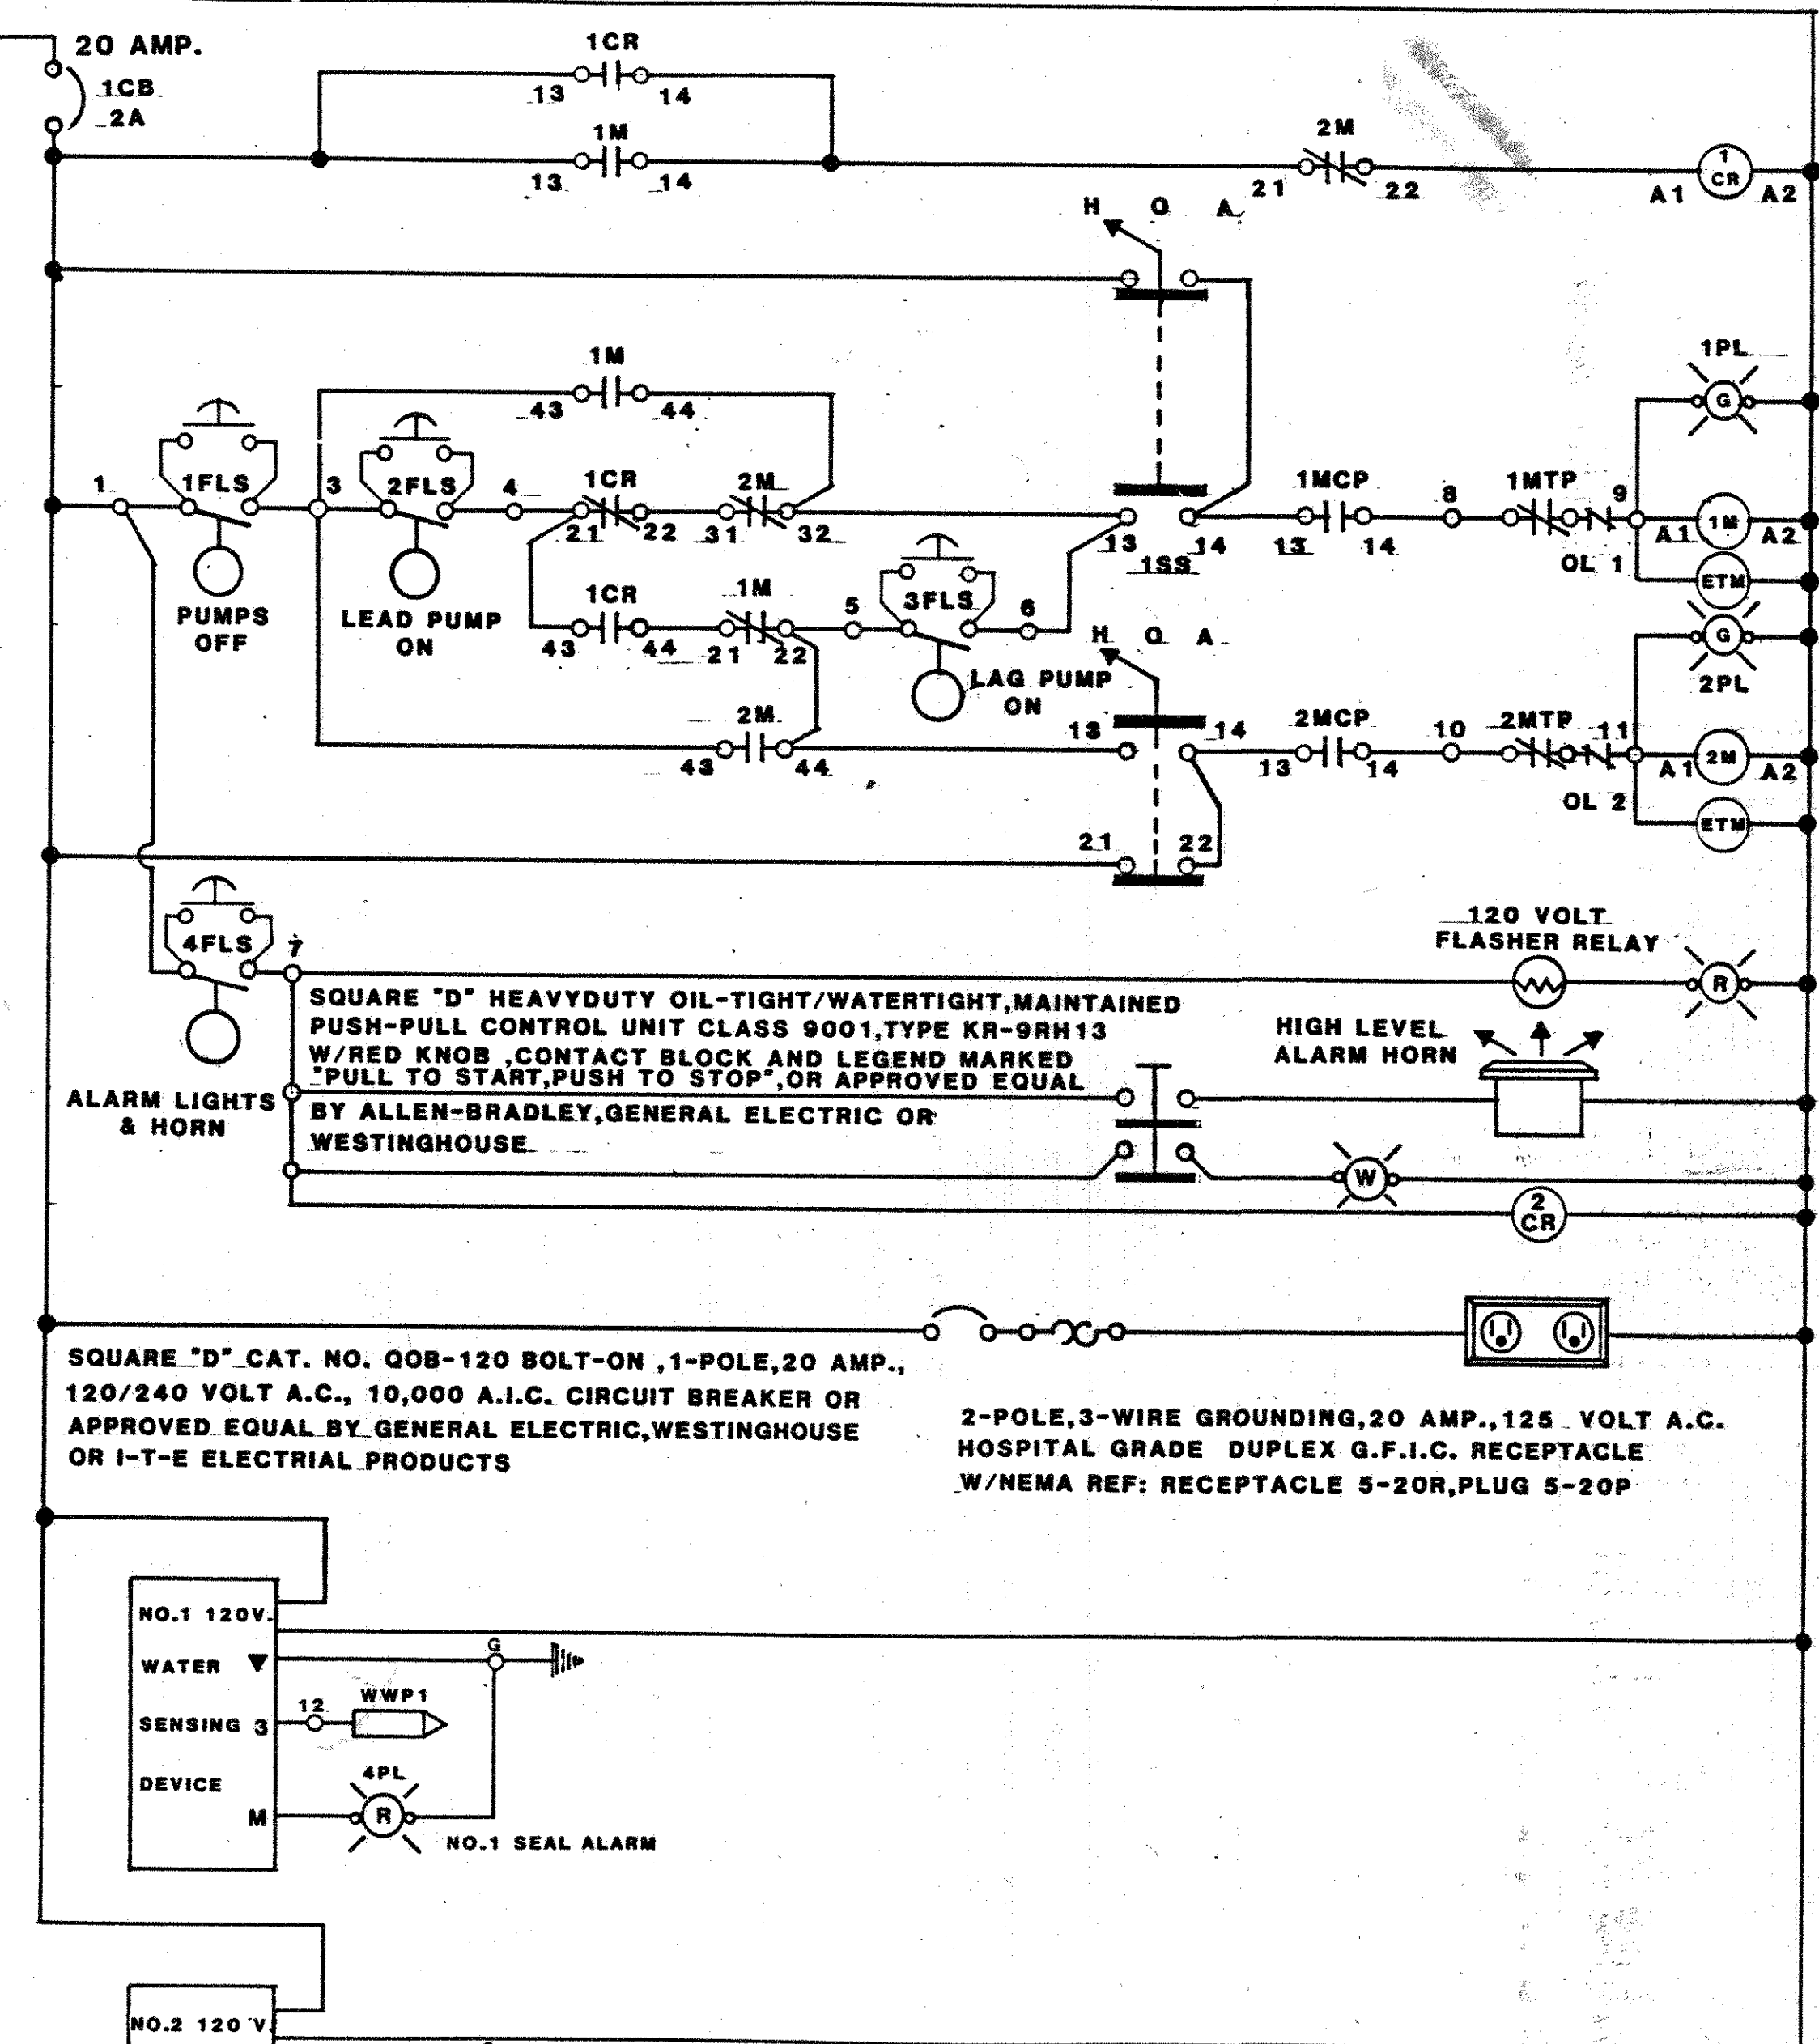 20 AMP.
1CB
2A
1CR
13 14
1M
13 14
2M
21 22
1
CR
A1 A2
H O A
1M
43 44
1PL
G
1 1FLS 3 2FLS 4 1CR 2M
21 22 31 32
13 14
1SS
1MCP
13 14
8 1MTP 9
OL 1
A1 1M A2
ETM
PUMPS
OFF
LEAD PUMP
ON
1CR 1M 5 3FLS 6
43 44 21 22
LAG PUMP
ON
H O A
G
2PL
2M
43 44
13 14
2MCP
13 14
10 2MTP 11
OL 2
A1 2M A2
ETM
21 22
4FLS 7
120 VOLT
FLASHER RELAY
R
SQUARE "D" HEAVYDUTY OIL-TIGHT/WATERTIGHT,MAINTAINED
PUSH-PULL CONTROL UNIT CLASS 9001,TYPE KR-9RH13
W/RED KNOB ,CONTACT BLOCK AND LEGEND MARKED
"PULL TO START,PUSH TO STOP",OR APPROVED EQUAL
BY ALLEN-BRADLEY,GENERAL ELECTRIC OR
WESTINGHOUSE
HIGH LEVEL
ALARM HORN
ALARM LIGHTS
& HORN
W
2
CR
SQUARE "D" CAT. NO. QOB-120 BOLT-ON ,1-POLE,20 AMP.,
120/240 VOLT A.C., 10,000 A.I.C. CIRCUIT BREAKER OR
APPROVED EQUAL BY GENERAL ELECTRIC,WESTINGHOUSE
OR I-T-E ELECTRIAL PRODUCTS
2-POLE,3-WIRE GROUNDING,20 AMP.,125 VOLT A.C.
HOSPITAL GRADE DUPLEX G.F.I.C. RECEPTACLE
W/NEMA REF: RECEPTACLE 5-20R,PLUG 5-20P
NO.1 120V.
WATER
G
SENSING 3
12 WWP1
DEVICE
M
4PL
R
NO.1 SEAL ALARM
NO.2 120 V.